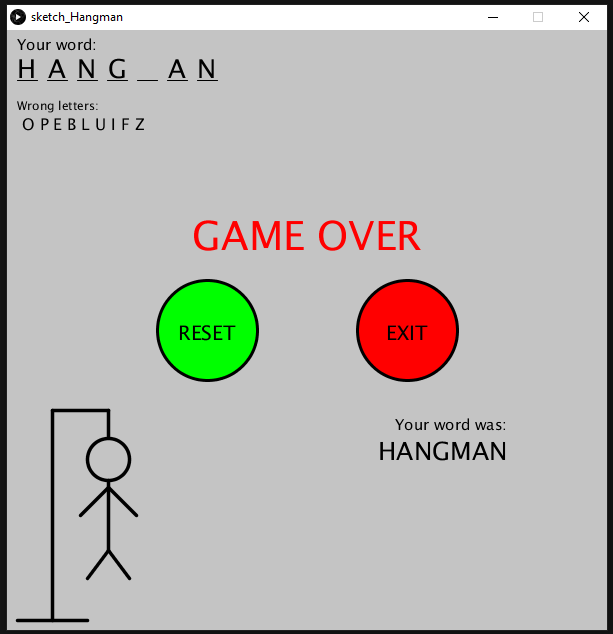 sketch_Hangman
Your word:
H A N G _ A N
Wrong letters:
O P E B L U I F Z
GAME OVER
RESET
EXIT
Your word was:
HANGMAN